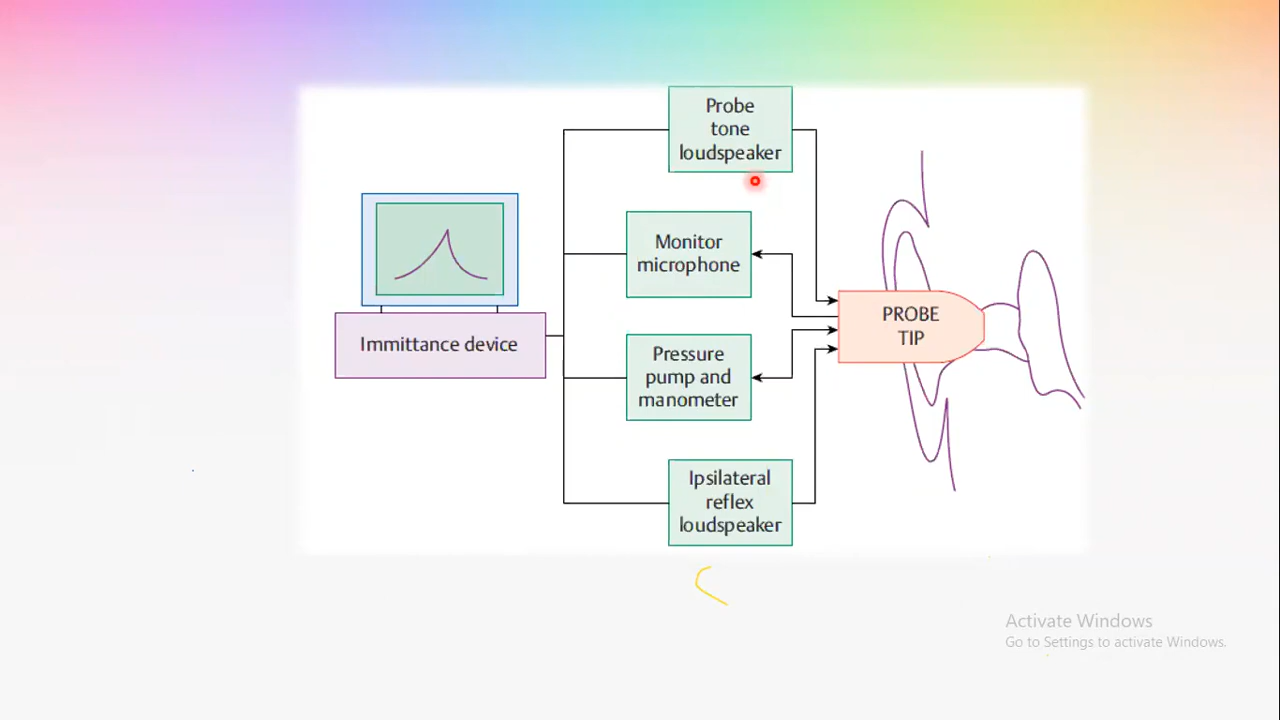 Probe
tone
loudspeaker
Monitor
microphone
Immittance device
PROBE
TIP
Pressure
pump and
manometer
Ipsilateral
reflex
loudspeaker
Activate Windows
Go to Settings to activate Windows.